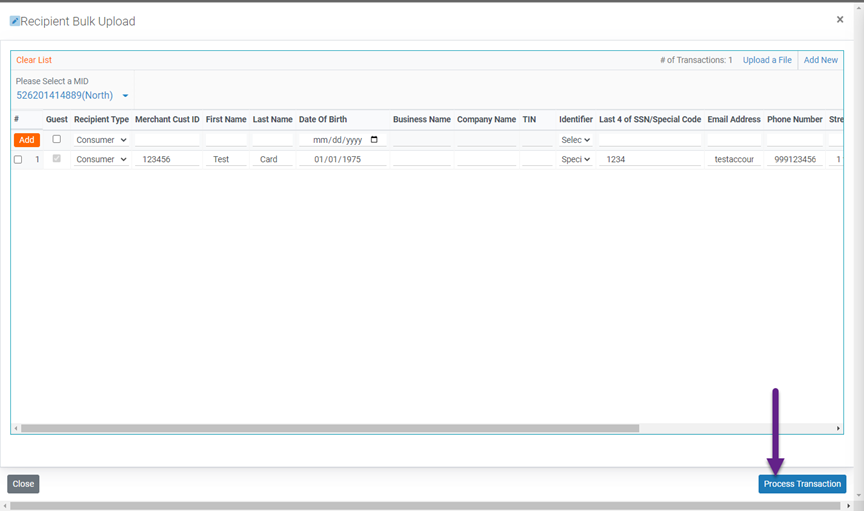 Recipient Bulk Upload ×
Clear List # of Transactions: 1 Upload a File Add New
Please Select a MID
526201414889(North)
# Guest Recipient Type Merchant Cust ID First Name Last Name Date Of Birth Business Name Company Name TIN Identifier Last 4 of SSN/Special Code Email Address Phone Number Stre
Add Consumer mm/dd/yyyy Selec
1 Consumer 123456 Test Card 01/01/1975 Speci 1234 testaccour 999123456 1
Close Process Transaction